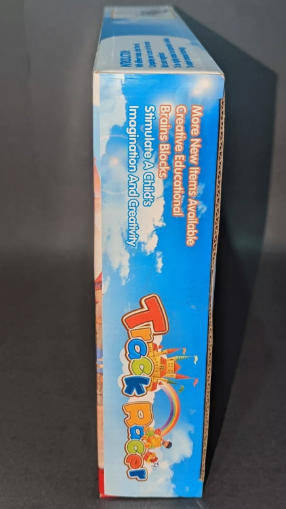 More New Items Available
Creative Educational
Brains Blocks
Stimulate A Child's
Imagination And Creativity
Track Racer